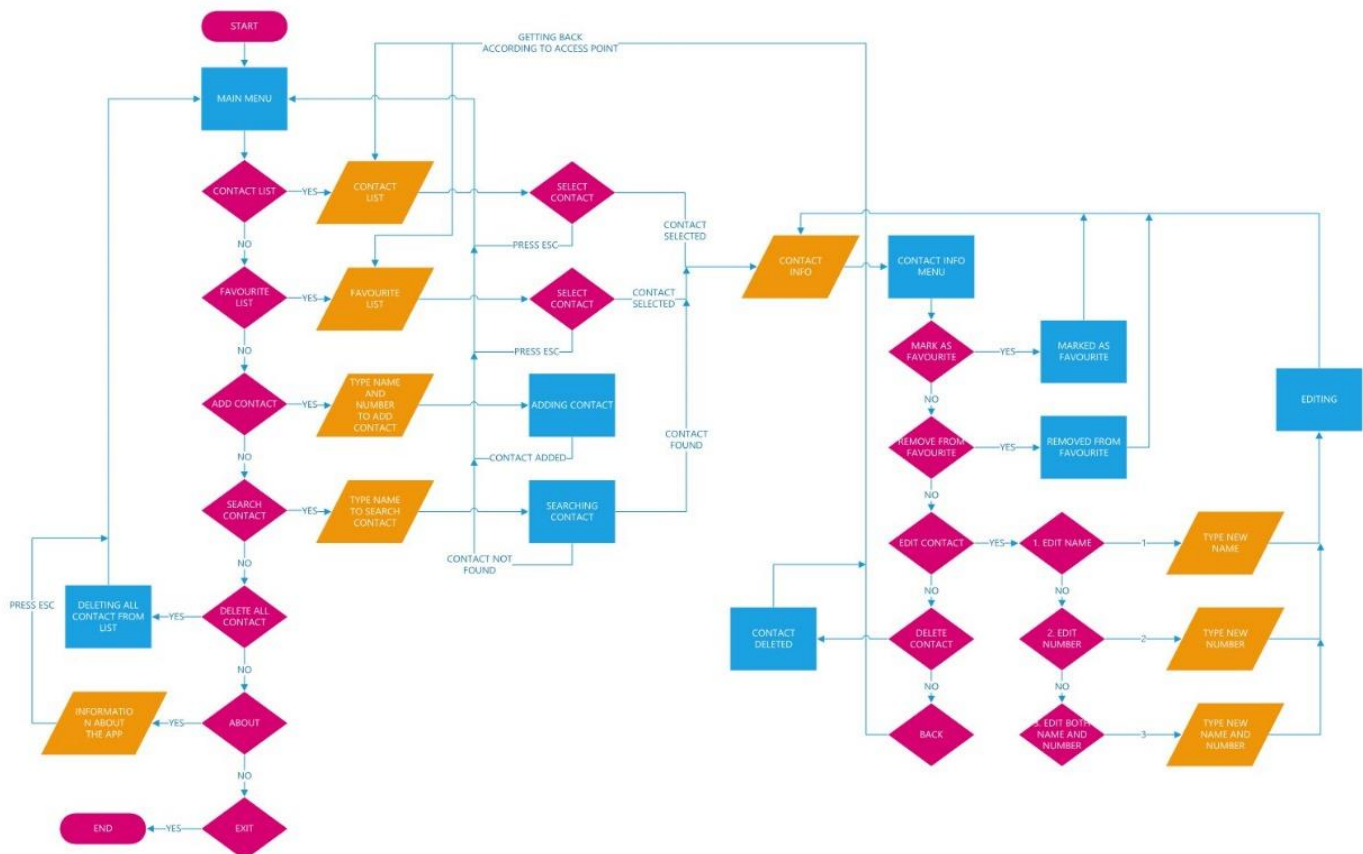 START
GETTING BACK
ACCORDING TO ACCESS POINT
MAIN MENU
CONTACT LIST
YES
CONTACT
LIST
SELECT
CONTACT
NO
PRESS ESC
CONTACT
SELECTED
FAVOURITE
LIST
YES
FAVOURITE
LIST
SELECT
CONTACT
CONTACT
SELECTED
NO
PRESS ESC
ADD CONTACT
YES
TYPE NAME
AND
NUMBER
TO ADD
CONTACT
ADDING CONTACT
NO
CONTACT ADDED
CONTACT
FOUND
SEARCH
CONTACT
YES
TYPE NAME
TO SEARCH
CONTACT
SEARCHING
CONTACT
NO
CONTACT NOT
FOUND
PRESS ESC
DELETING ALL
CONTACT FROM
LIST
YES
DELETE ALL
CONTACT
NO
INFORMATIO
N ABOUT
THE APP
YES
ABOUT
NO
END
YES
EXIT
CONTACT
INFO
CONTACT INFO
MENU
MARK AS
FAVOURITE
YES
MARKED AS
FAVOURITE
NO
REMOVE FROM
FAVOURITE
YES
REMOVED FROM
FAVOURITE
EDITING
NO
EDIT CONTACT
YES
1. EDIT NAME
1
TYPE NEW
NAME
NO
NO
CONTACT
DELETED
DELETE
CONTACT
2. EDIT
NUMBER
2
TYPE NEW
NUMBER
NO
NO
BACK
3. EDIT BOTH
NAME AND
NUMBER
3
TYPE NEW
NAME AND
NUMBER